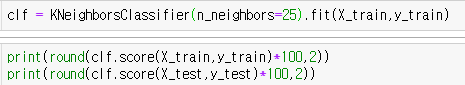 clf = KNeighborsClassifier(n_neighbors=25).fit(X_train,y_train)
print(round(clf.score(X_train,y_train)*100,2))
print(round(clf.score(X_test,y_test)*100,2))